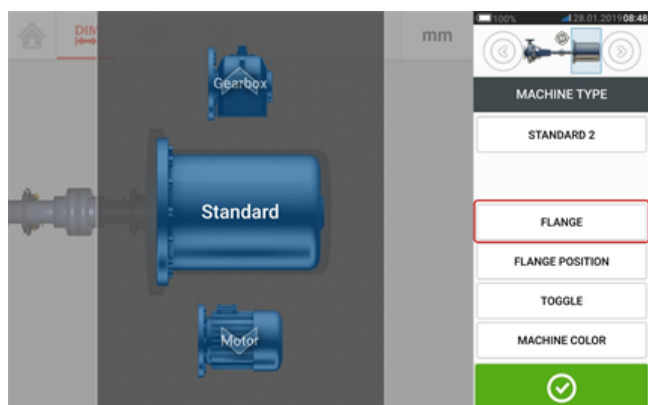 100% 28.01.2019 08:48
DIM
mm
Gearbox
Standard
Motor
MACHINE TYPE
STANDARD 2
FLANGE
FLANGE POSITION
TOGGLE
MACHINE COLOR